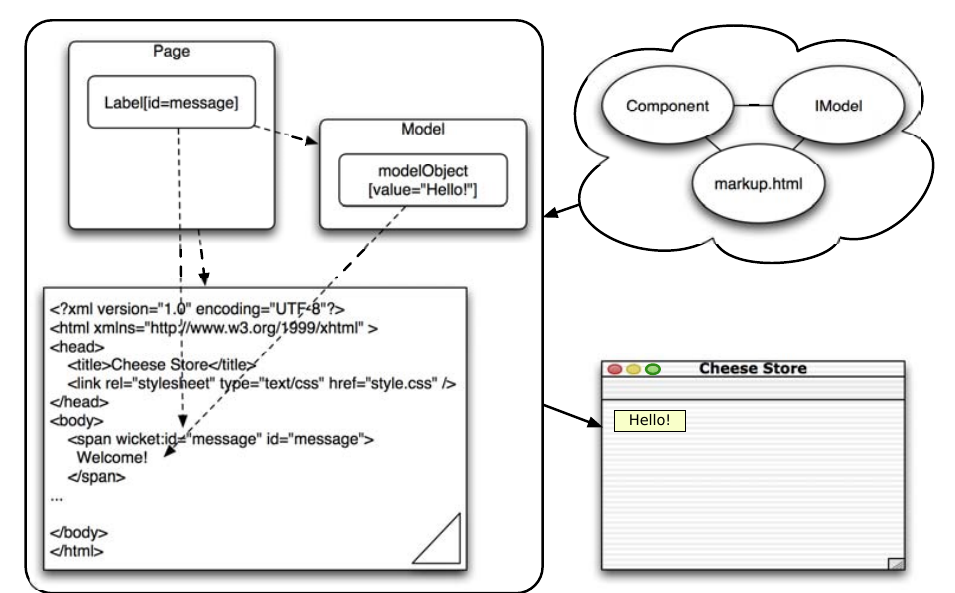 Page
Label[id=message]
Model
modelObject
[value="Hello!"]
Component
IModel
markup.html
<?xml version="1.0" encoding="UTF-8"?>
<html xmlns="http://www.w3.org/1999/xhtml" >
<head>
<title>Cheese Store</title>
<link rel="stylesheet" type="text/css" href="style.css" />
</head>
<body>
<span wicket:id="message" id="message">
Welcome!
</span>
...
</body>
</html>
Cheese Store
Hello!